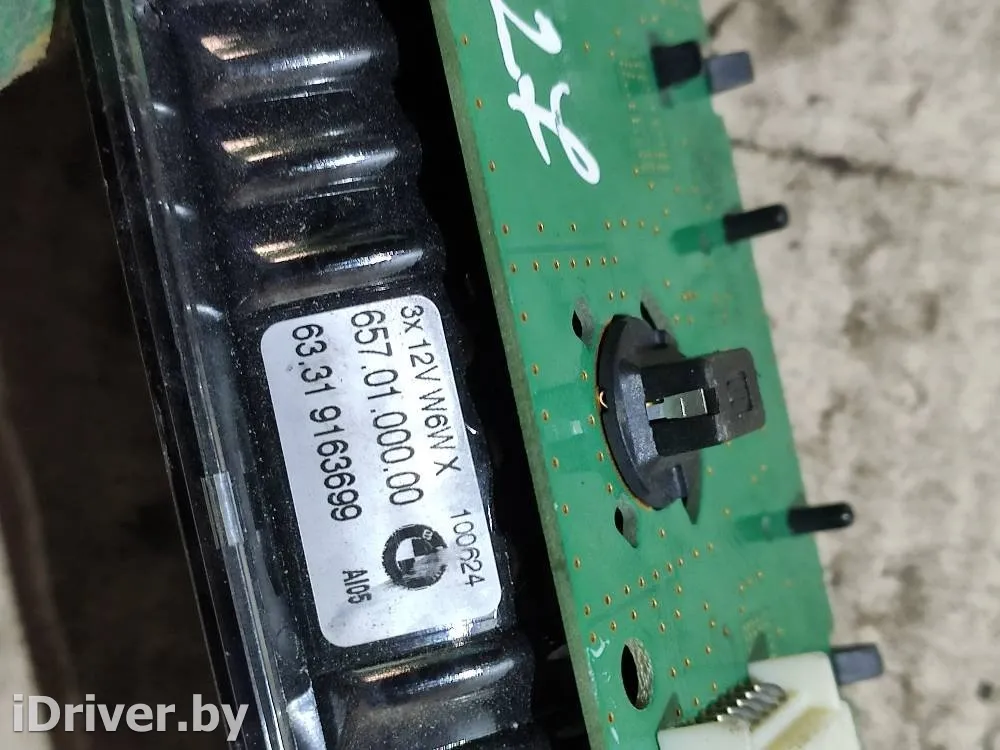 3x 12V W6W X
657.01.000.00
63.31 9163699
100624
AI05
iDriver.by